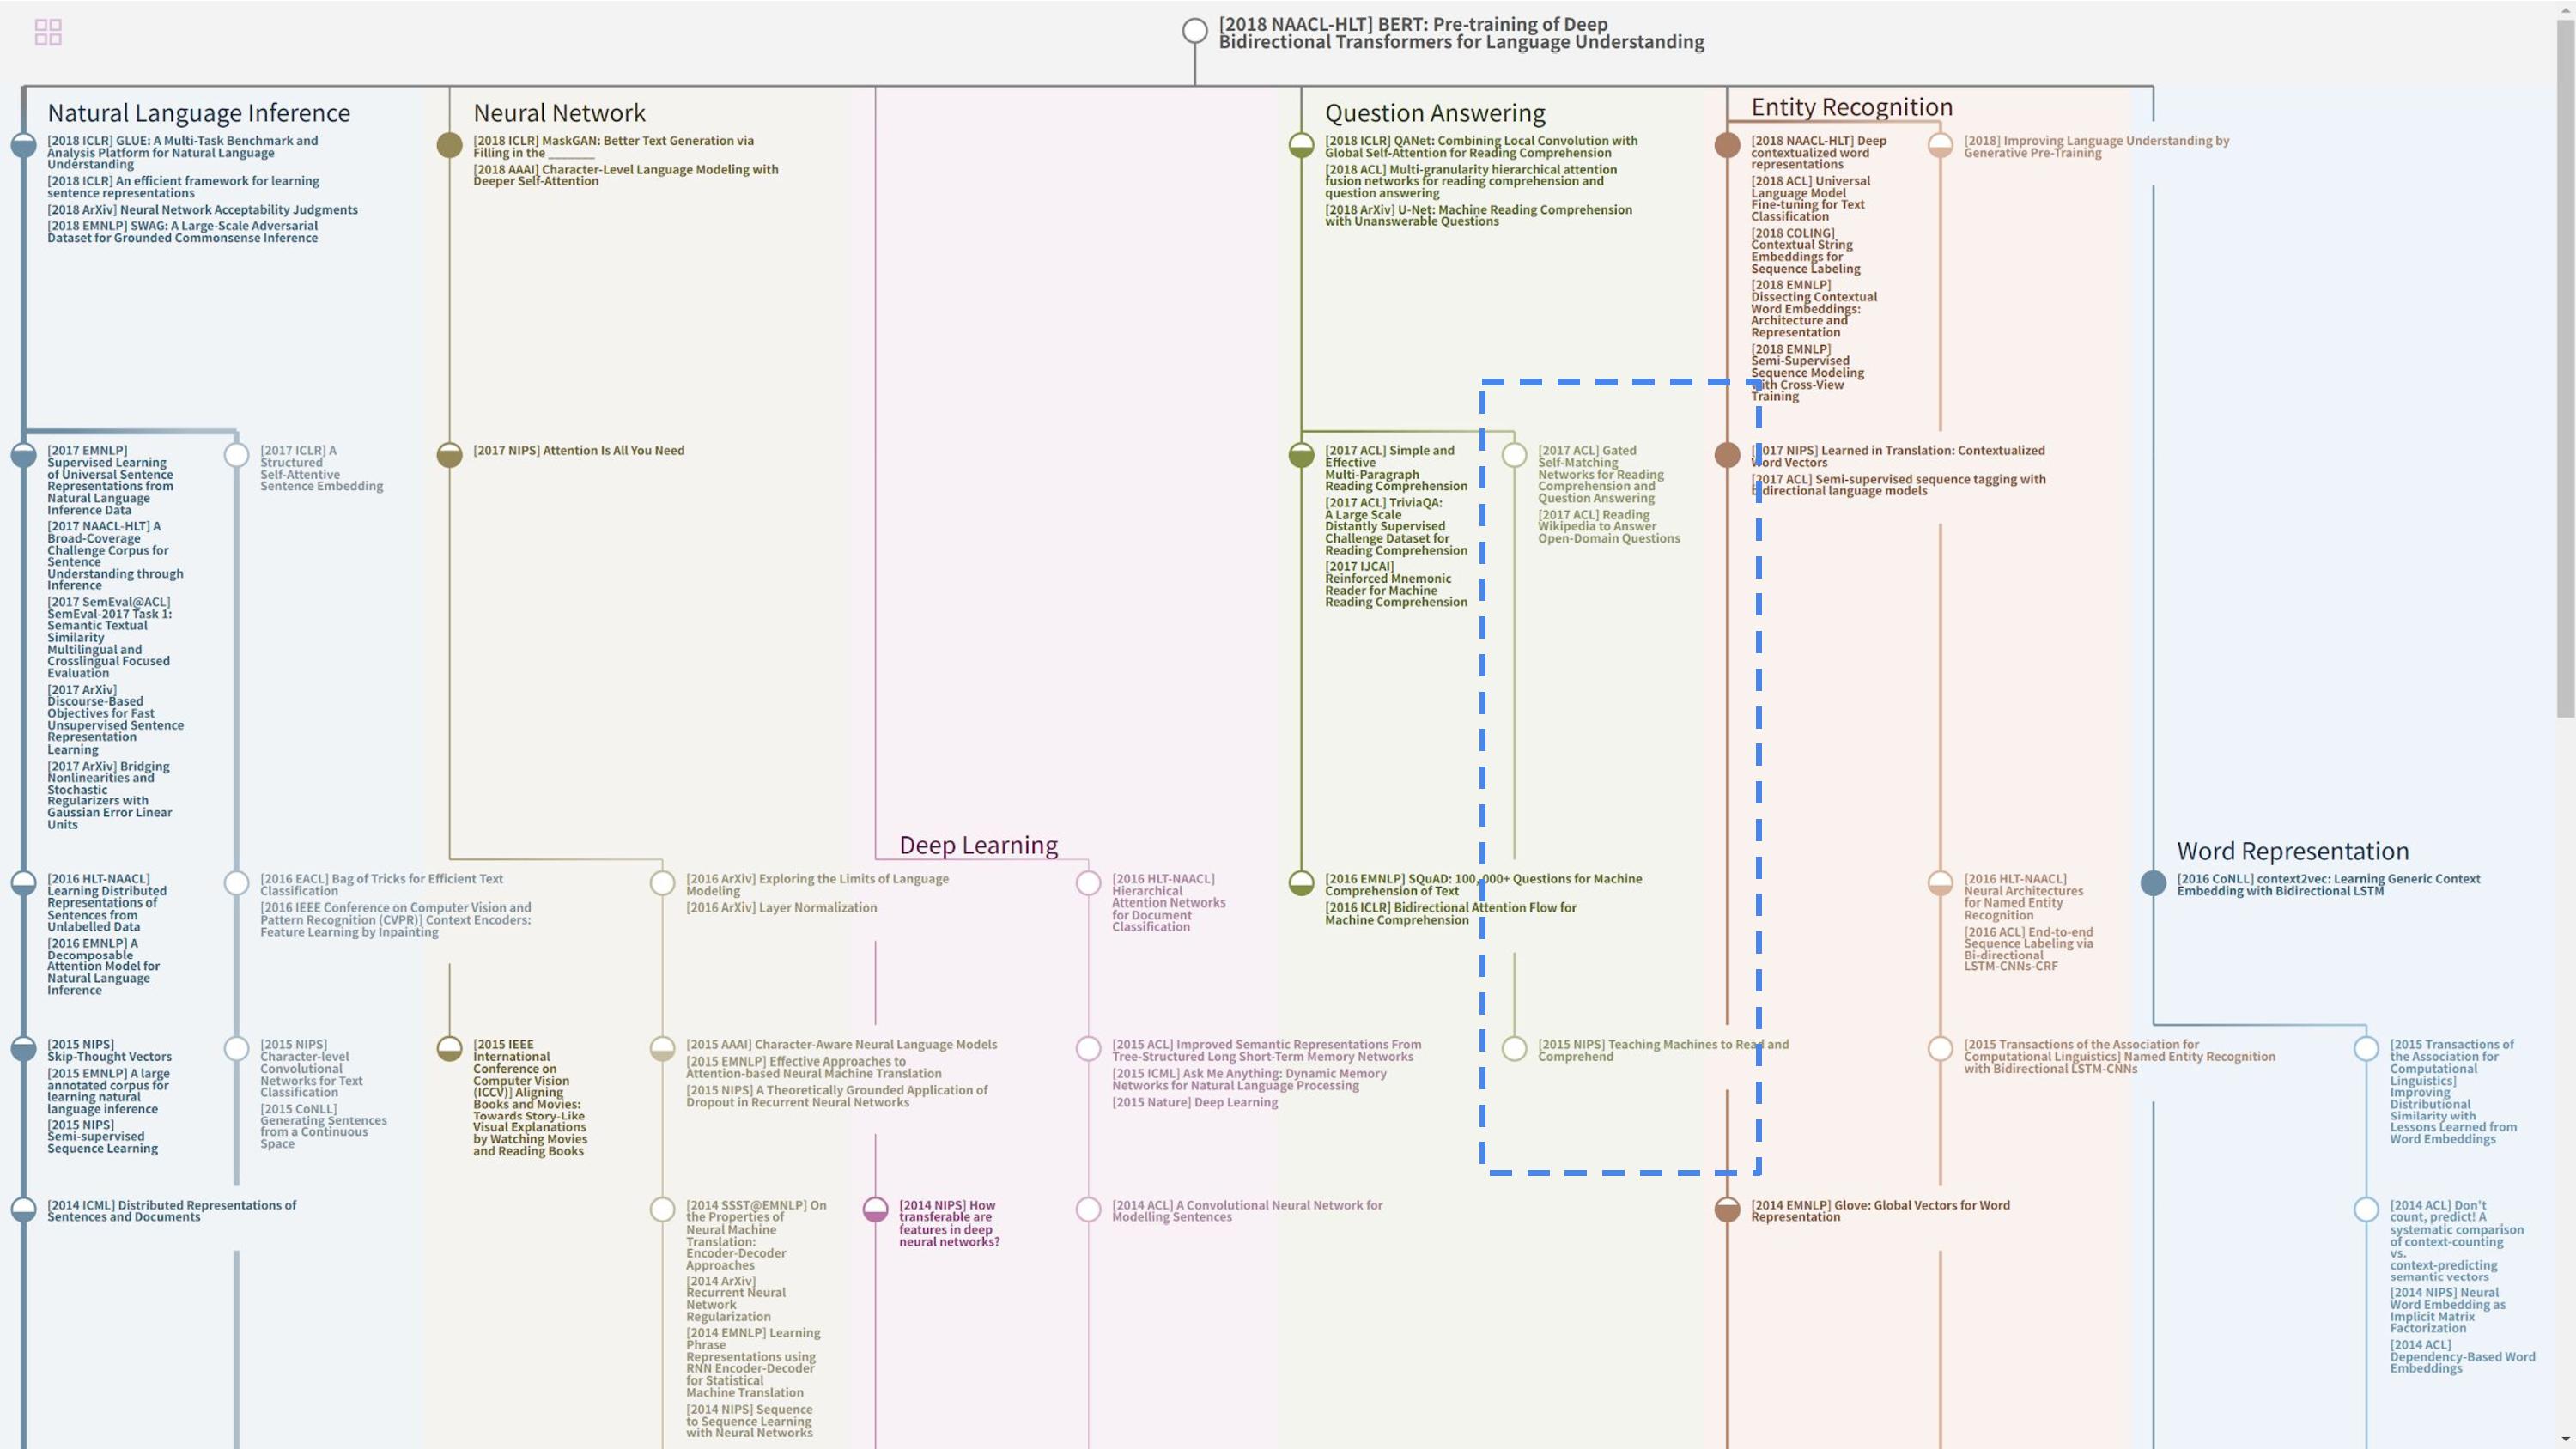 [2018 NAACL-HLT] BERT: Pre-training of Deep
Bidirectional Transformers for Language Understanding
Natural Language Inference
[2018 ICLR] GLUE: A Multi-Task Benchmark and
Analysis Platform for Natural Language
Understanding
[2018 ICLR] An efficient framework for learning
sentence representations
[2018 ArXiv] Neural Network Acceptability Judgments
[2018 EMNLP] SWAG: A Large-Scale Adversarial
Dataset for Grounded Commonsense Inference
[2017 EMNLP]
Supervised Learning
of Universal Sentence
Representations from
Natural Language
Inference Data
[2017 NAACL-HLT] A
Broad-Coverage
Challenge Corpus for
Sentence
Understanding through
Inference
[2017 SemEval@ACL]
SemEval-2017 Task 1:
Semantic Textual
Similarity
Multilingual and
Crosslingual Focused
Evaluation
[2017 ArXiv]
Discourse-Based
Objectives for Fast
Unsupervised Sentence
Representation
Learning
[2017 ArXiv] Bridging
Nonlinearities and
Stochastic
Regularizers with
Gaussian Error Linear
Units
[2017 ICLR] A
Structured
Self-Attentive
Sentence Embedding
[2016 HLT-NAACL]
Learning Distributed
Representations of
Sentences from
Unlabelled Data
[2016 EMNLP] A
Decomposable
Attention Model for
Natural Language
Inference
[2016 EACL] Bag of Tricks for Efficient Text
Classification
[2016 IEEE Conference on Computer Vision and
Pattern Recognition (CVPR)] Context Encoders:
Feature Learning by Inpainting
[2015 NIPS]
Skip-Thought Vectors
[2015 EMNLP] A large
annotated corpus for
learning natural
language inference
[2015 NIPS]
Semi-supervised
Sequence Learning
[2015 NIPS]
Character-level
Convolutional
Networks for Text
Classification
[2015 CoNLL]
Generating Sentences
from a Continuous
Space
[2014 ICML] Distributed Representations of
Sentences and Documents
Neural Network
[2018 ICLR] MaskGAN: Better Text Generation via
Filling in the _______
[2018 AAAI] Character-Level Language Modeling with
Deeper Self-Attention
[2017 NIPS] Attention Is All You Need
[2016 ArXiv] Exploring the Limits of Language
Modeling
[2016 ArXiv] Layer Normalization
[2015 IEEE
International
Conference on
Computer Vision
(ICCV)] Aligning
Books and Movies:
Towards Story-Like
Visual Explanations
by Watching Movies
and Reading Books
[2015 AAAI] Character-Aware Neural Language Models
[2015 EMNLP] Effective Approaches to
Attention-based Neural Machine Translation
[2015 NIPS] A Theoretically Grounded Application of
Dropout in Recurrent Neural Networks
[2014 SSST@EMNLP] On
the Properties of
Neural Machine
Translation:
Encoder-Decoder
Approaches
[2014 ArXiv]
Recurrent Neural
Network
Regularization
[2014 EMNLP] Learning
Phrase
Representations using
RNN Encoder-Decoder
for Statistical
Machine Translation
[2014 NIPS] Sequence
to Sequence Learning
with Neural Networks
Deep Learning
[2016 HLT-NAACL]
Hierarchical
Attention Networks
for Document
Classification
[2015 ACL] Improved Semantic Representations From
Tree-Structured Long Short-Term Memory Networks
[2015 ICML] Ask Me Anything: Dynamic Memory
Networks for Natural Language Processing
[2015 Nature] Deep Learning
[2014 NIPS] How
transferable are
features in deep
neural networks?
[2014 ACL] A Convolutional Neural Network for
Modelling Sentences
Question Answering
[2018 ICLR] QANet: Combining Local Convolution with
Global Self-Attention for Reading Comprehension
[2018 ACL] Multi-granularity hierarchical attention
fusion networks for reading comprehension and
question answering
[2018 ArXiv] U-Net: Machine Reading Comprehension
with Unanswerable Questions
[2017 ACL] Simple and
Effective
Multi-Paragraph
Reading Comprehension
[2017 ACL] TriviaQA:
A Large Scale
Distantly Supervised
Challenge Dataset for
Reading Comprehension
[2017 IJCAI]
Reinforced Mnemonic
Reader for Machine
Reading Comprehension
[2017 ACL] Gated
Self-Matching
Networks for Reading
Comprehension and
Question Answering
[2017 ACL] Reading
Wikipedia to Answer
Open-Domain Questions
[2016 EMNLP] SQuAD: 100,000+ Questions for Machine
Comprehension of Text
[2016 ICLR] Bidirectional Attention Flow for
Machine Comprehension
[2015 NIPS] Teaching Machines to Read and
Comprehend
Entity Recognition
[2018 NAACL-HLT] Deep
contextualized word
representations
[2018 ACL] Universal
Language Model
Fine-tuning for Text
Classification
[2018 COLING]
Contextual String
Embeddings for
Sequence Labeling
[2018 EMNLP]
Dissecting Contextual
Word Embeddings:
Architecture and
Representation
[2018 EMNLP]
Semi-Supervised
Sequence Modeling
with Cross-View
Training
[2018] Improving Language Understanding by
Generative Pre-Training
[2017 NIPS] Learned in Translation: Contextualized
Word Vectors
[2017 ACL] Semi-supervised sequence tagging with
bidirectional language models
[2016 HLT-NAACL]
Neural Architectures
for Named Entity
Recognition
[2016 ACL] End-to-end
Sequence Labeling via
Bi-directional
LSTM-CNNs-CRF
[2015 Transactions of the Association for
Computational Linguistics] Named Entity Recognition
with Bidirectional LSTM-CNNs
[2014 EMNLP] Glove: Global Vectors for Word
Representation
Word Representation
[2016 CoNLL] context2vec: Learning Generic Context
Embedding with Bidirectional LSTM
[2015 Transactions of
the Association for
Computational
Linguistics]
Improving
Distributional
Similarity with
Lessons Learned from
Word Embeddings
[2014 ACL] Don't
count, predict! A
systematic comparison
of context-counting
vs.
context-predicting
semantic vectors
[2014 NIPS] Neural
Word Embedding as
Implicit Matrix
Factorization
[2014 ACL]
Dependency-Based Word
Embeddings